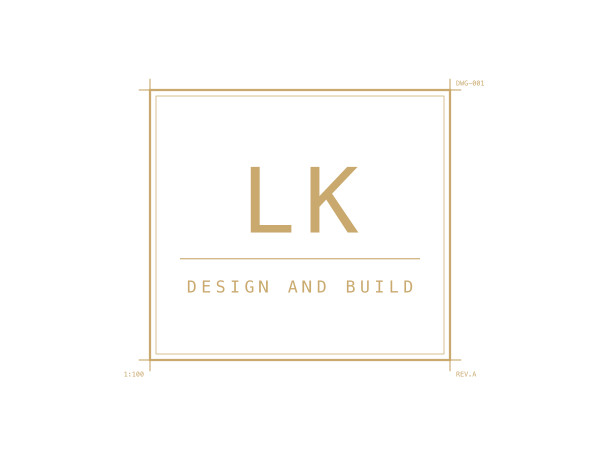 DWG-001
LK
DESIGN AND BUILD
1:100
REV.A